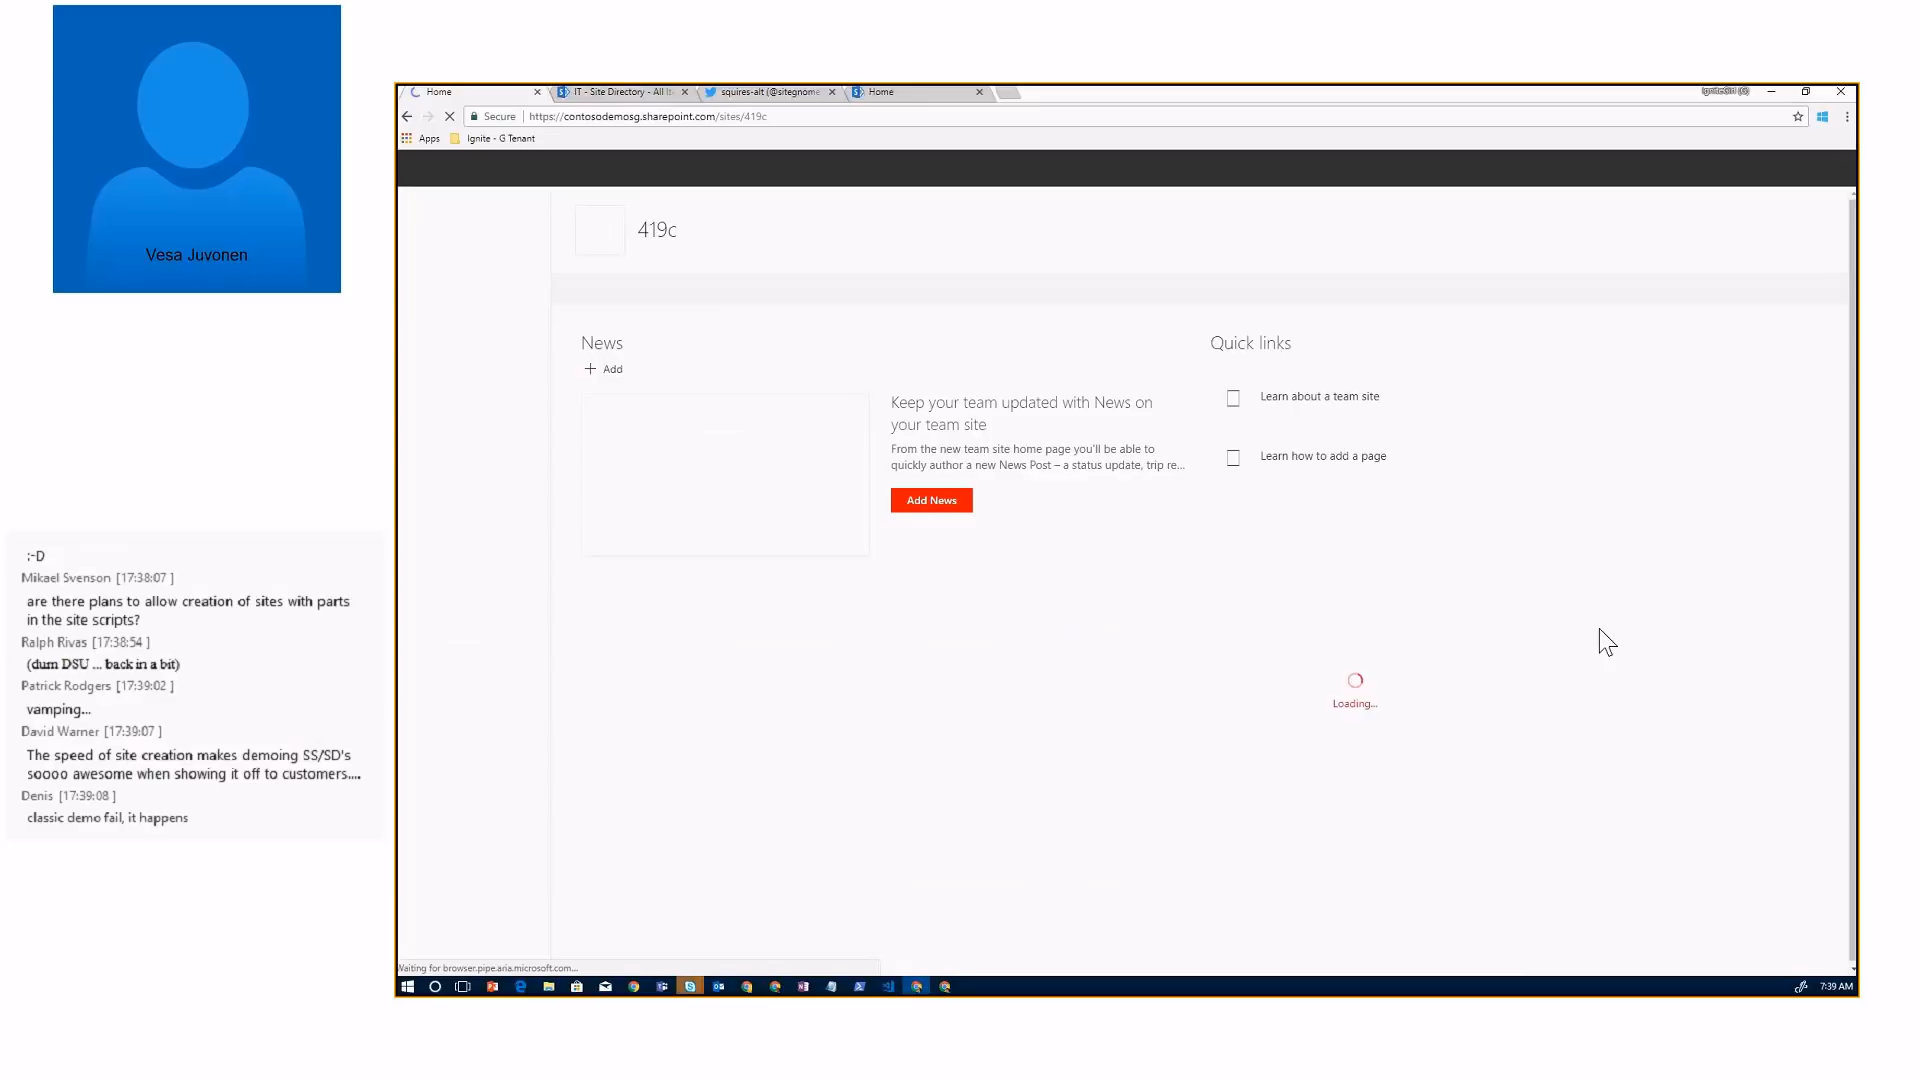 Vesa Juvonen
;-D
Mikael Svenson [17:38:07 ]
are there plans to allow creation of sites with parts
in the site scripts?
Ralph Rivas [17:38:54 ]
(dum DSU ... back in a bit)
Patrick Rodgers [17:39:02 ]
vamping...
David Warner [17:39:07 ]
The speed of site creation makes demoing SS/SD's
soooo awesome when showing it off to customers....
Denis [17:39:08 ]
classic demo fail, it happens
Home
IT - Site Directory - All
squires-alt (@sitegnome
Home
Secure
https://contosodemosg.sharepoint.com/sites/419c
Apps
Ignite - G Tenant
419c
News
+ Add
Keep your team updated with News on
your team site
From the new team site home page you'll be able to
quickly author a new News Post – a status update, trip re...
Add News
Quick links
Learn about a team site
Learn how to add a page
Loading...
Waiting for browser.pipe.aria.microsoft.com...
7:39 AM